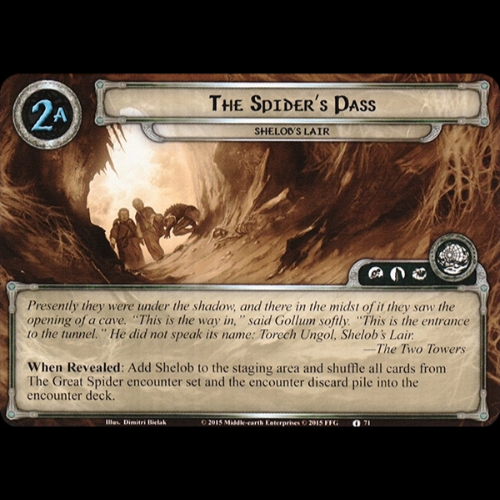 2A
THE SPIDER'S PASS
SHELOB'S LAIR
Presently they were under the shadow, and there in the midst of it they saw the
opening of a cave. “This is the way in,” said Gollum softly. “This is the entrance
to the tunnel.” He did not speak its name: Torech Ungol, Shelob's Lair.
—The Two Towers
When Revealed: Add Shelob to the staging area and shuffle all cards from
The Great Spider encounter set and the encounter discard pile into the
encounter deck.
Illus. Dimitri Bielak © 2015 Middle-earth Enterprises © 2015 FFG 71